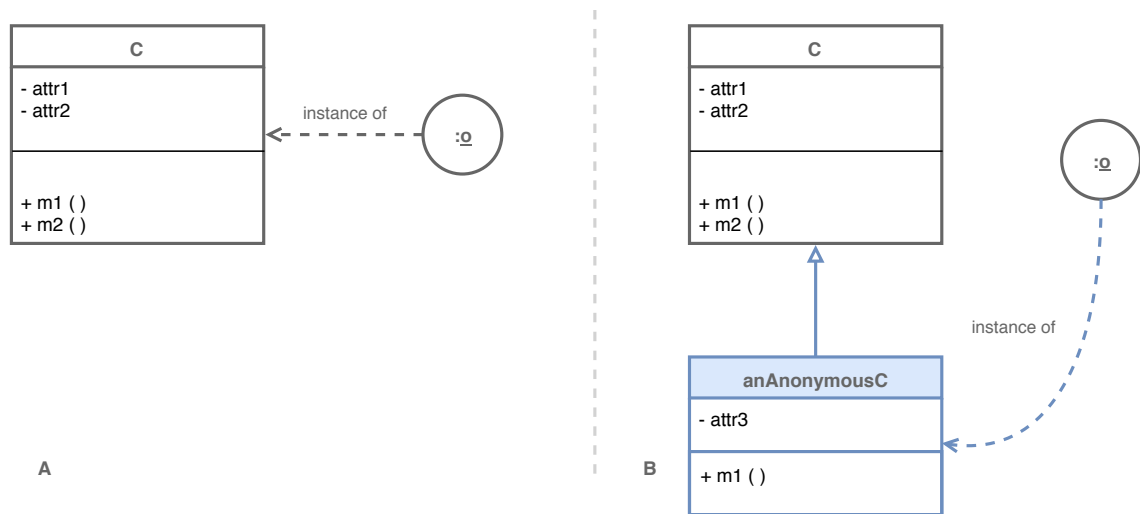 C
- attr1
- attr2
+ m1 ( )
+ m2 ( )
instance of
:o
A
C
- attr1
- attr2
+ m1 ( )
+ m2 ( )
:o
instance of
anAnonymousC
- attr3
+ m1 ( )
B